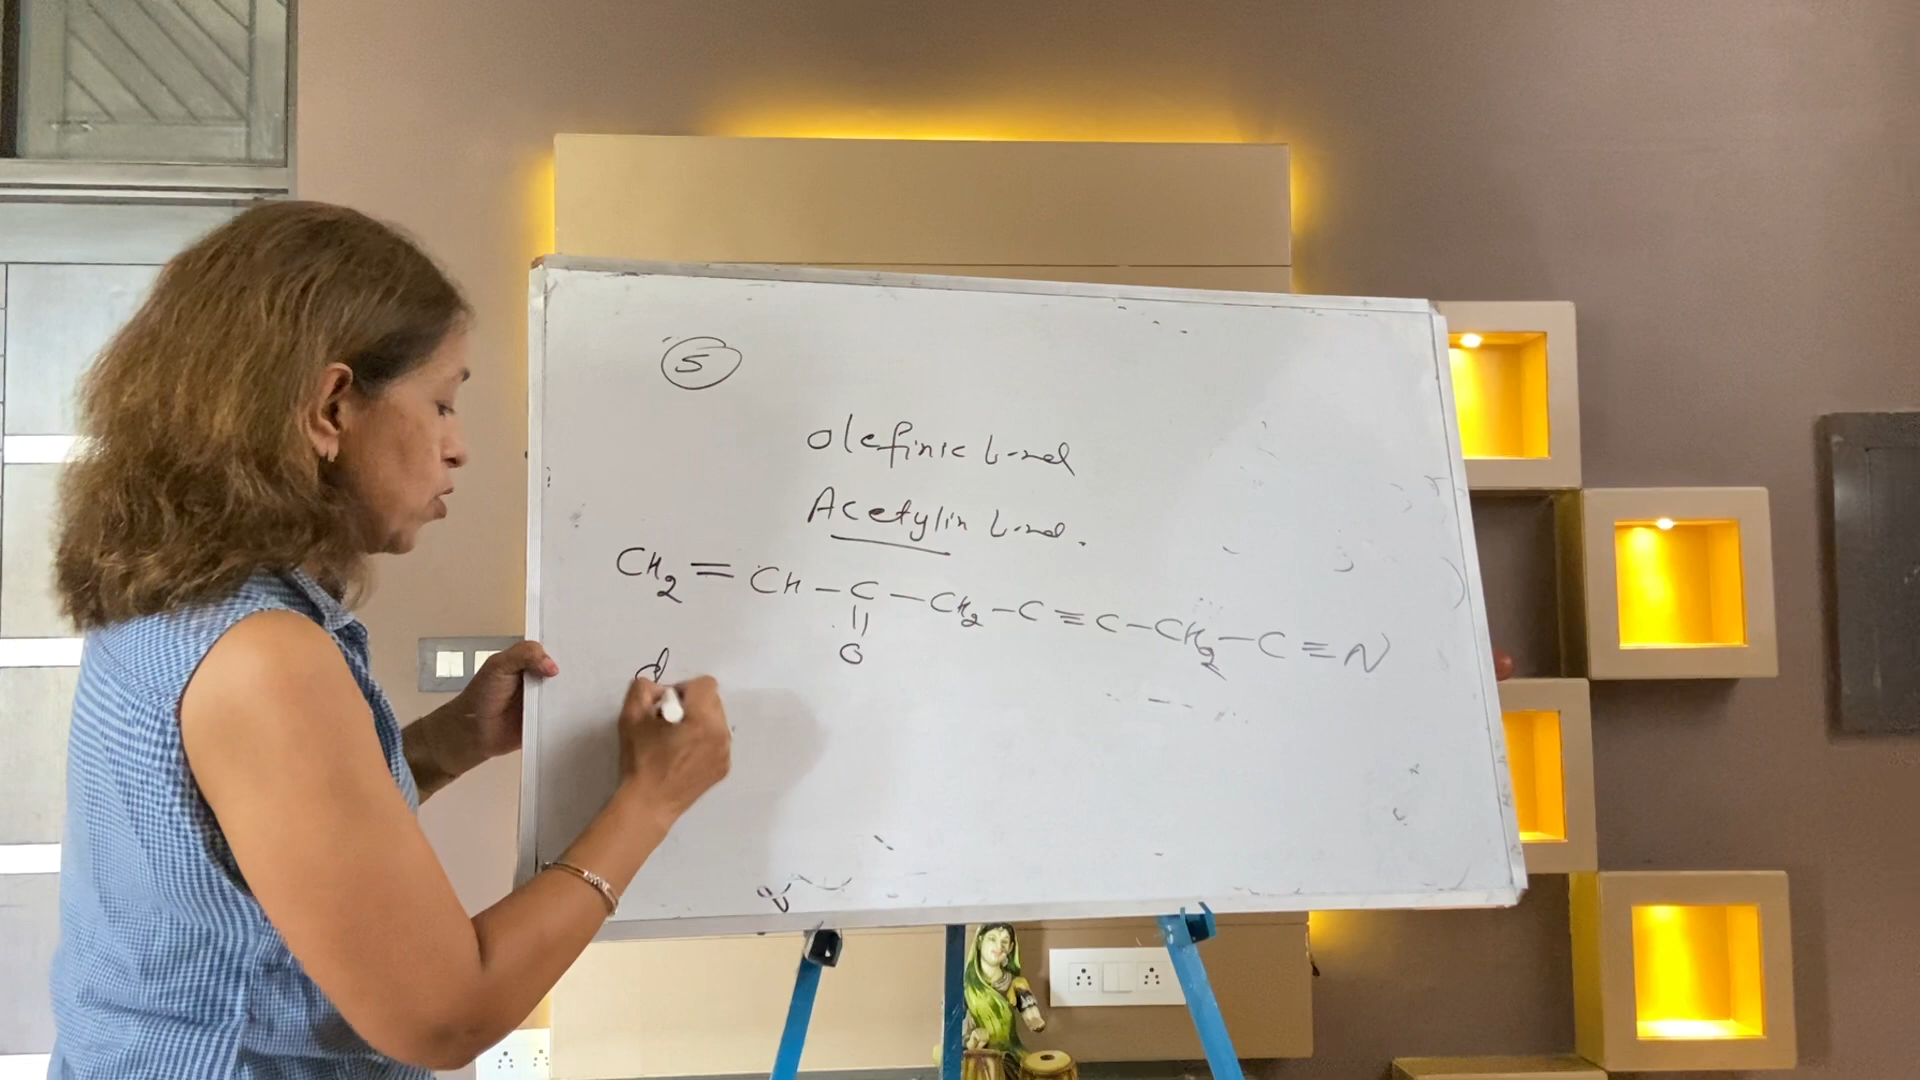 5
Olefinic bond
Acetylin bond.
CH2=CH-C-CH2-C≡C-CH2-C≡N
||
O
d